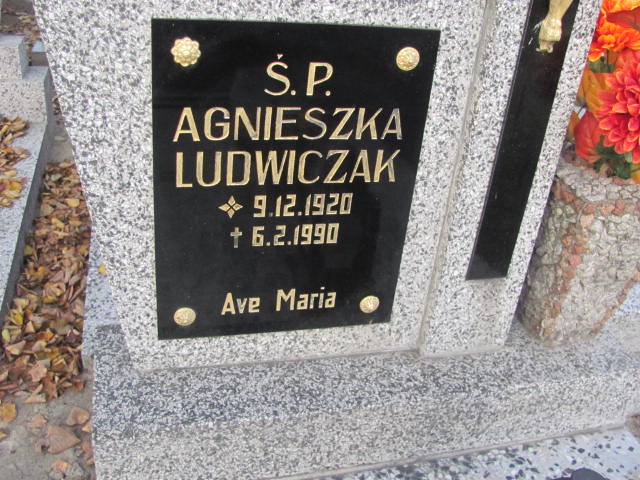 Ś.P.
AGNIESZKA
LUDWICZAK
9.12.1920
† 6.2.1990
Ave Maria